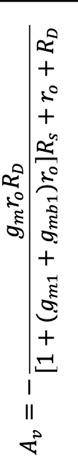 A_v = - \frac{g_m r_o R_D}{[1 + (g_{m1} + g_{mb1}) r_o] R_s + r_o + R_D}